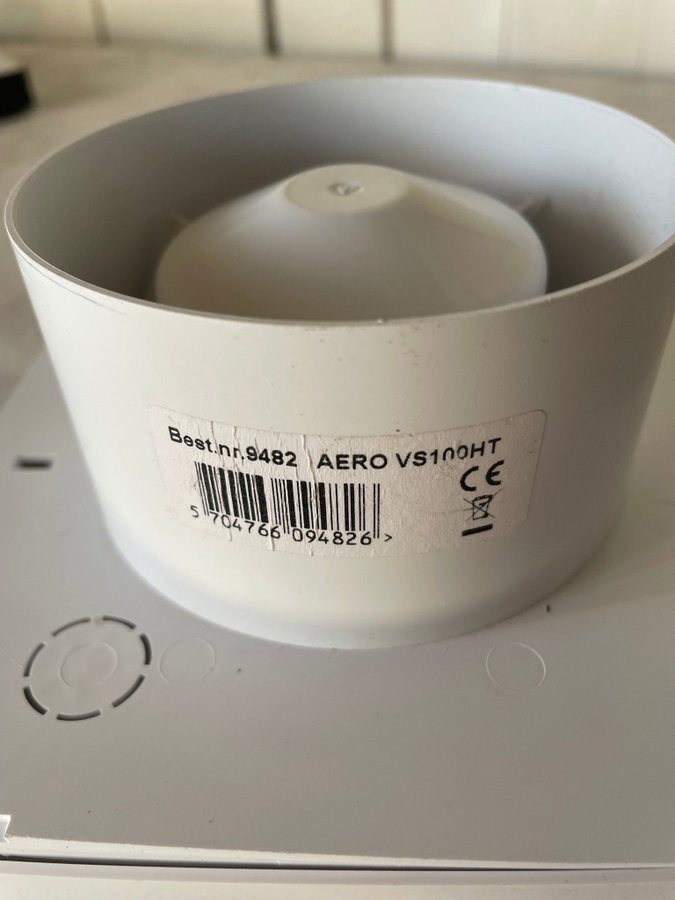 Best.nr.9482 AERO VS100HT
CE
5 704766 094826 >